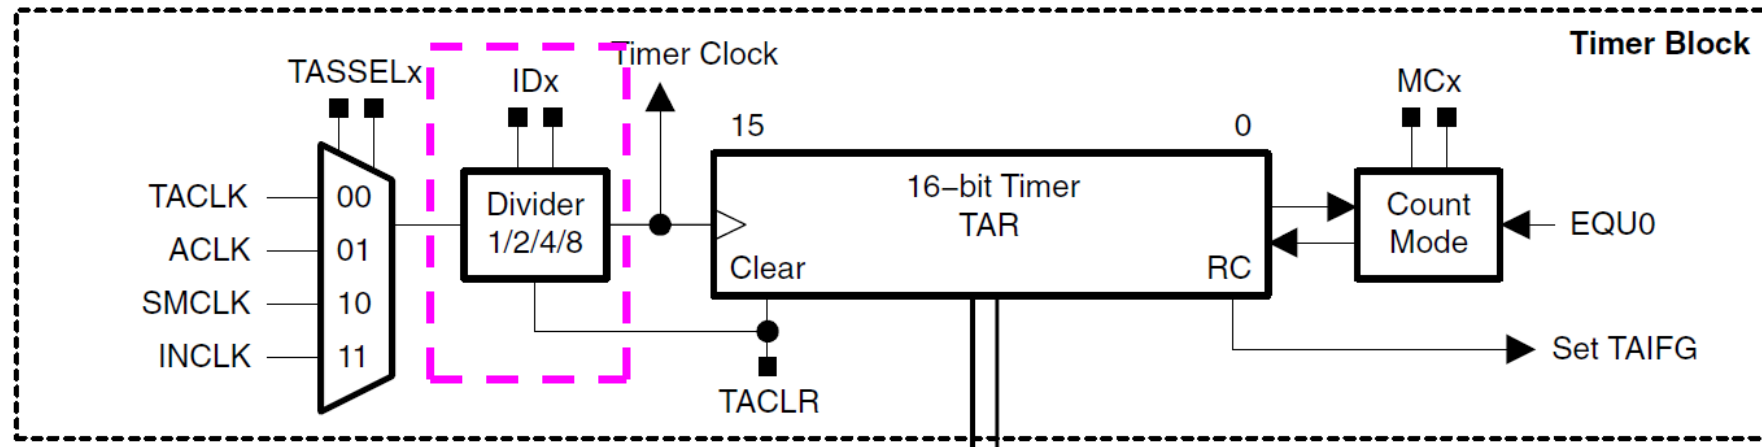 Timer Block
TASSELx
IDx
Timer Clock
MCx
15
0
TACLK
00
ACLK
01
SMCLK
10
INCLK
11
Divider
1/2/4/8
16−bit Timer
TAR
Clear
RC
Count
Mode
EQU0
Set TAIFG
TACLR